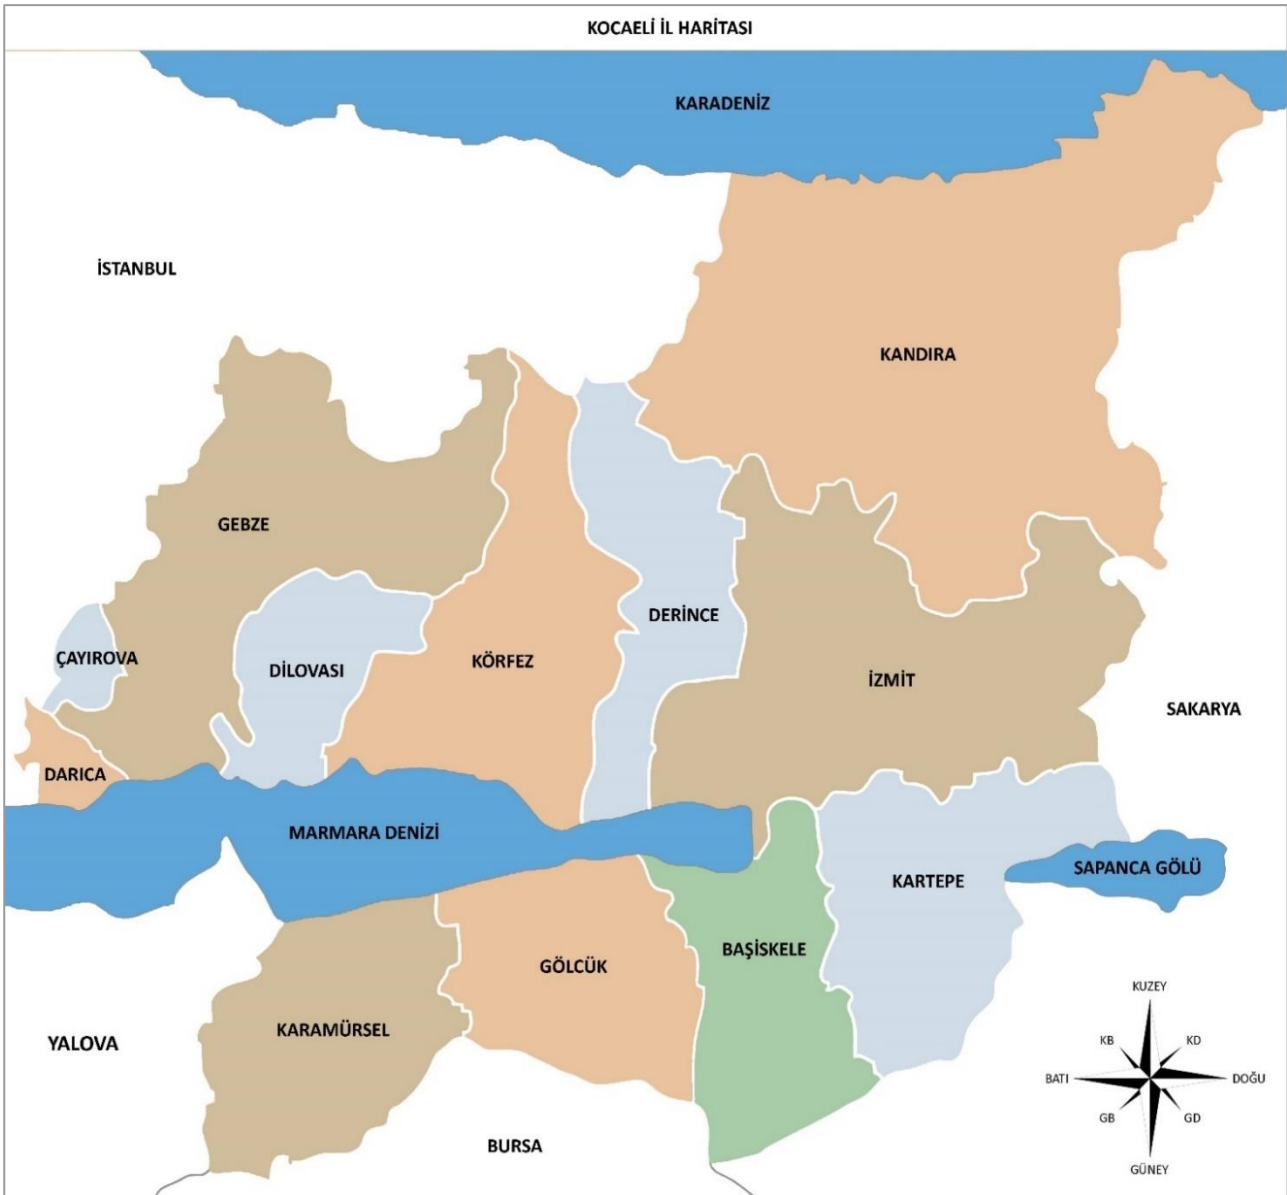 KOCAELİ İL HARİTASI
KARADENİZ
İSTANBUL
KANDIRA
GEBZE
DERİNCE
ÇAYIROVA
DİLOVASI
KÖRFEZ
İZMİT
SAKARYA
DARICA
MARMARA DENİZİ
KARTEPE
SAPANCA GÖLÜ
BAŞİSKELE
GÖLCÜK
KARAMÜRSEL
YALOVA
BURSA
KUZEY
KB
KD
BATI
DOĞU
GB
GD
GÜNEY